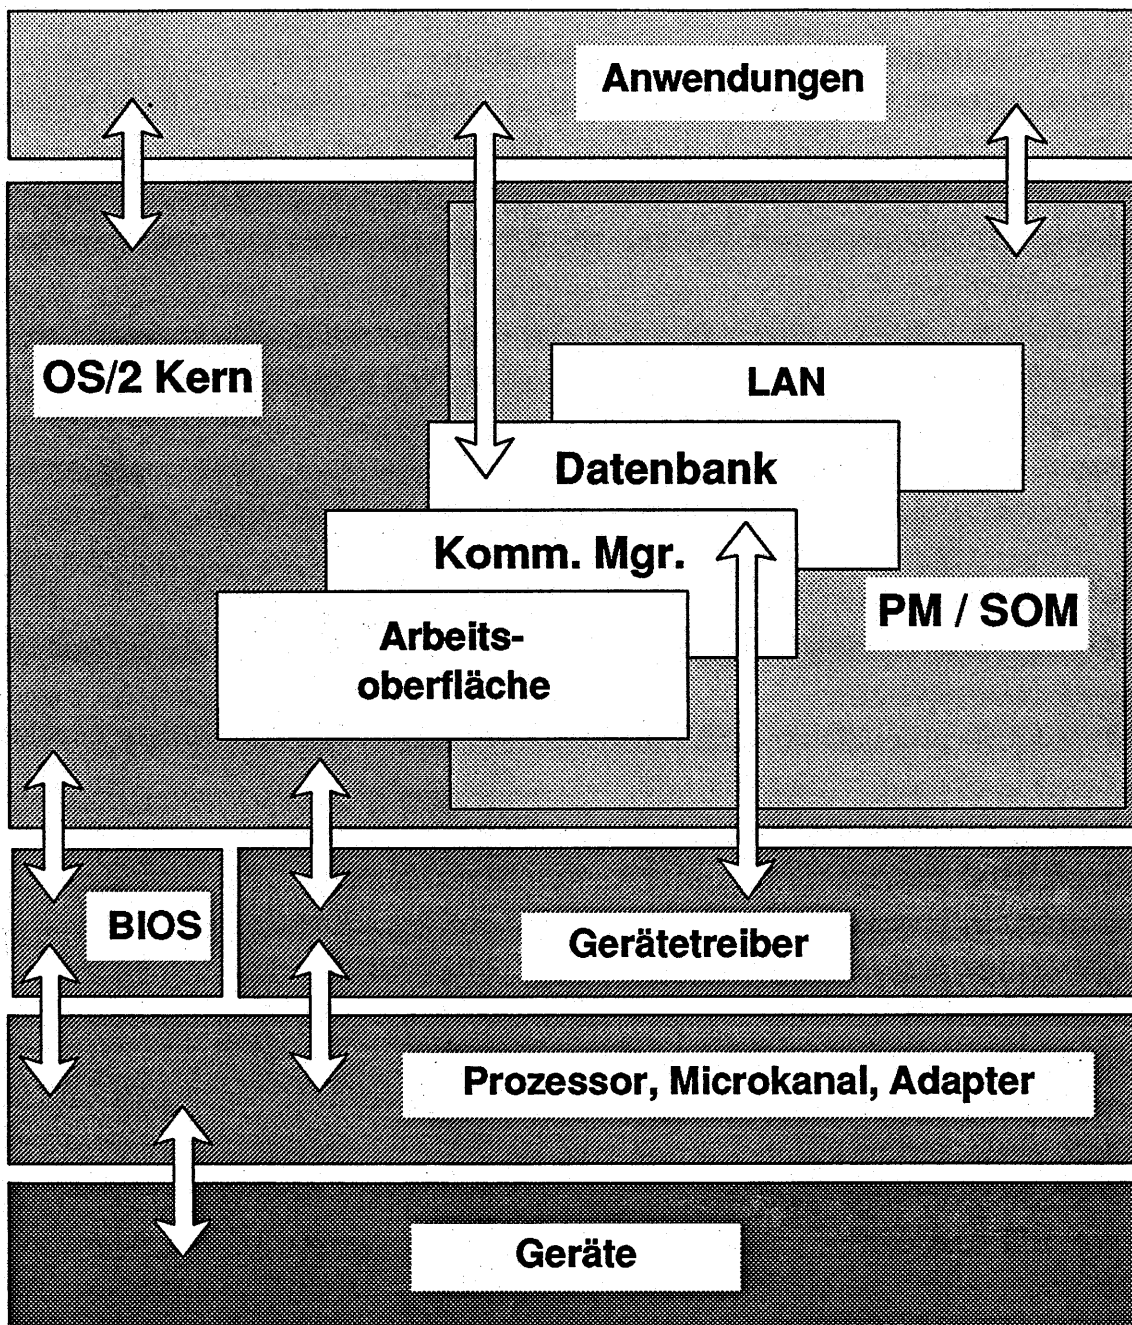 Anwendungen
OS/2 Kern
LAN
Datenbank
Komm. Mgr.
PM / SOM
Arbeits-
oberfläche
BIOS
Gerätetreiber
Prozessor, Microkanal, Adapter
Geräte